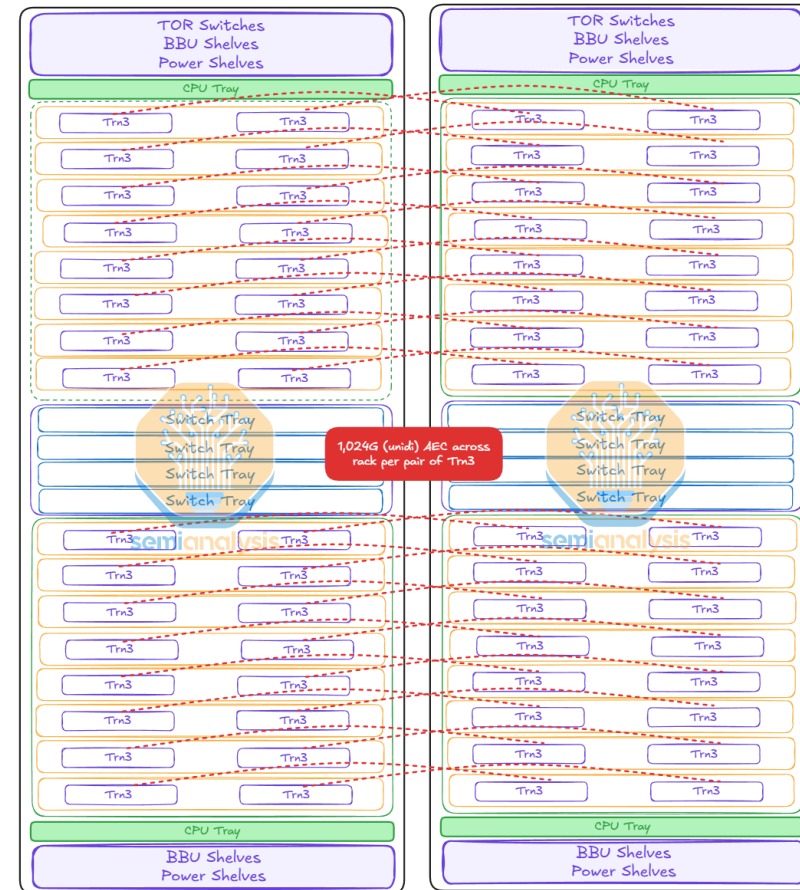 TOR Switches
BBU Shelves
Power Shelves
CPU Tray
Trn3 Trn3
Trn3 Trn3
Trn3 Trn3
Trn3 Trn3
Trn3 Trn3
Trn3 Trn3
Trn3 Trn3
Trn3 Trn3
Switch Tray
Switch Tray
Switch Tray
Switch Tray
Trn3 Trn3
semianalysis
Trn3 Trn3
Trn3 Trn3
Trn3 Trn3
Trn3 Trn3
Trn3 Trn3
Trn3 Trn3
Trn3 Trn3
CPU Tray
BBU Shelves
Power Shelves
1,024G (unidi) AEC across
rack per pair of Trn3
TOR Switches
BBU Shelves
Power Shelves
CPU Tray
Trn3 Trn3
Trn3 Trn3
Trn3 Trn3
Trn3 Trn3
Trn3 Trn3
Trn3 Trn3
Trn3 Trn3
Trn3 Trn3
Switch Tray
Switch Tray
Switch Tray
Switch Tray
Trn3 Trn3
semianalysis
Trn3 Trn3
Trn3 Trn3
Trn3 Trn3
Trn3 Trn3
Trn3 Trn3
Trn3 Trn3
Trn3 Trn3
CPU Tray
BBU Shelves
Power Shelves